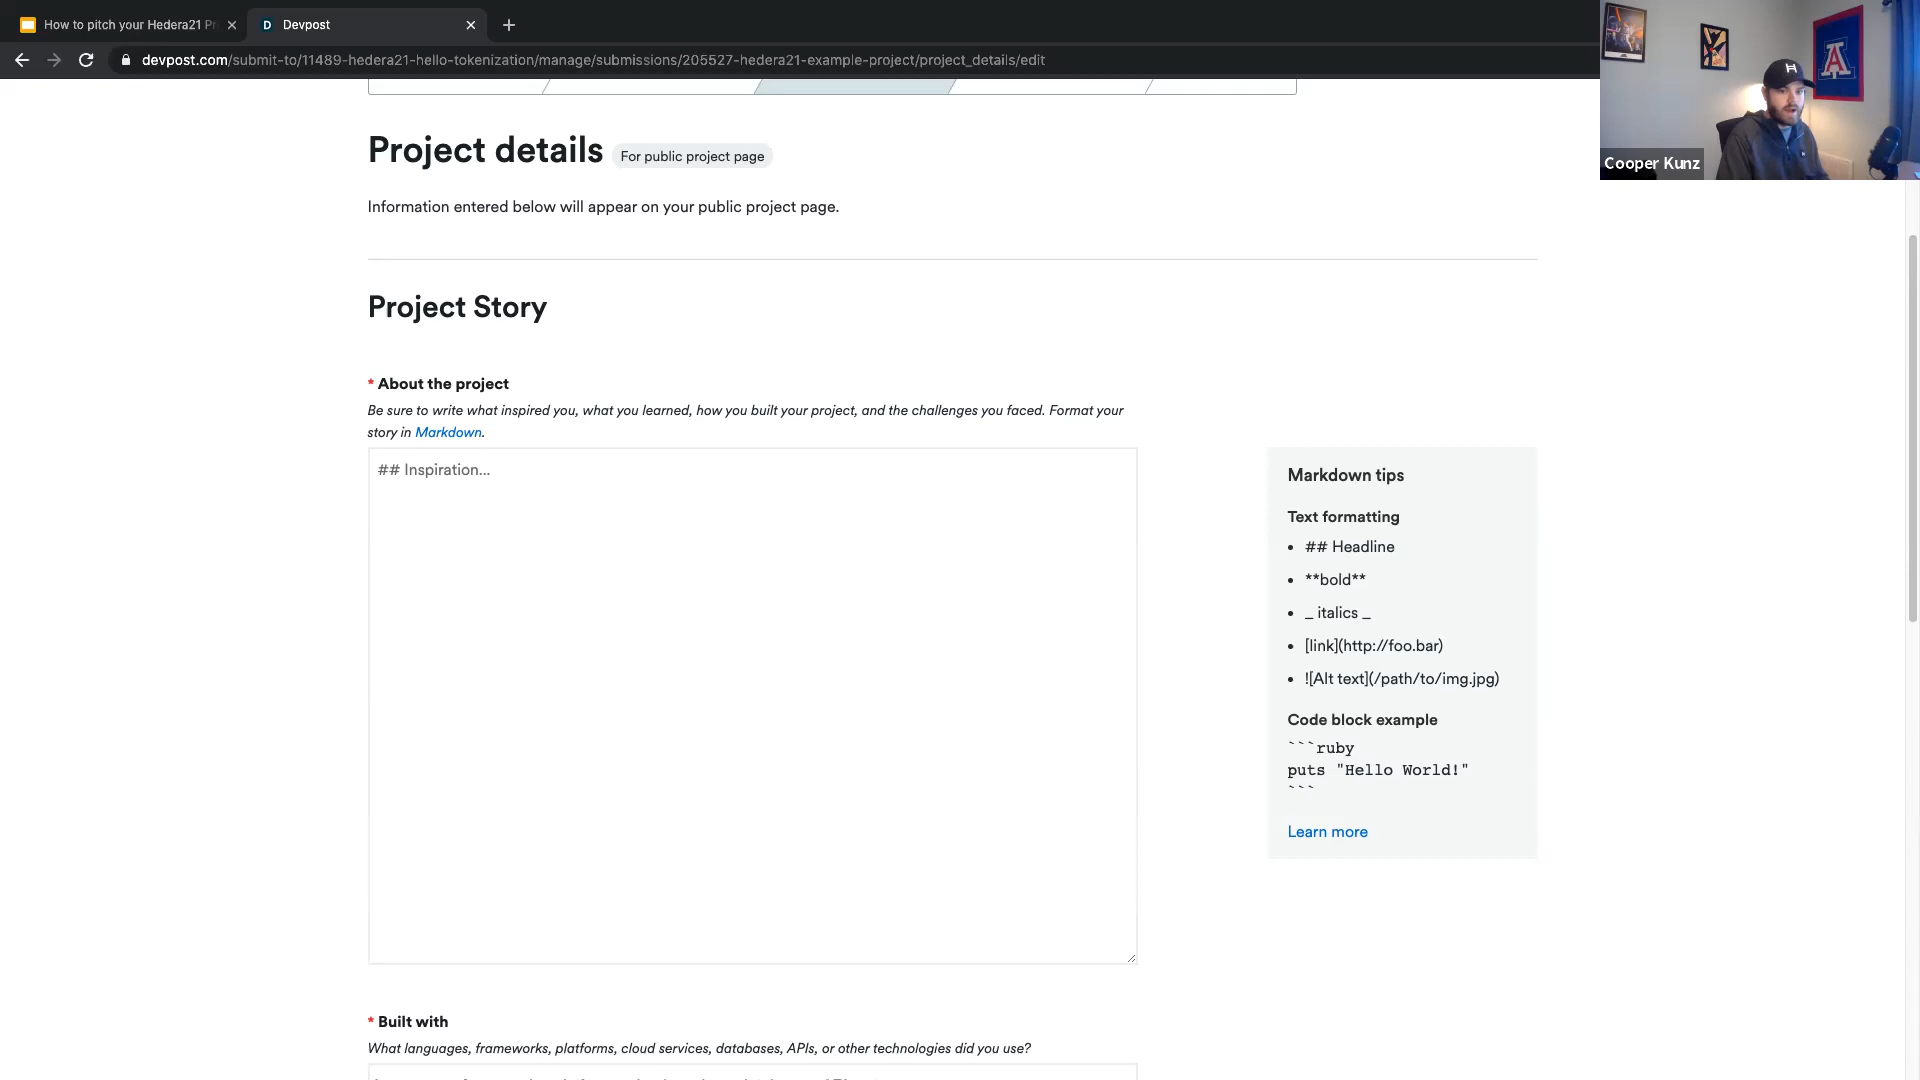 How to pitch your Hedera21 Pr
Devpost
devpost.com/submit-to/11489-hedera21-hello-tokenization/manage/submissions/205527-hedera21-example-project/project_details/edit
Cooper Kunz
Project details
For public project page
Information entered below will appear on your public project page.
Project Story
* About the project
Be sure to write what inspired you, what you learned, how you built your project, and the challenges you faced. Format your
story in Markdown.
## Inspiration...
Markdown tips
Text formatting
• ## Headline
• **bold**
• _ italics _
• [link](http://foo.bar)
• ![Alt text](/path/to/img.jpg)
Code block example
```ruby
puts "Hello World!"
```
Learn more
* Built with
What languages, frameworks, platforms, cloud services, databases, APIs, or other technologies did you use?